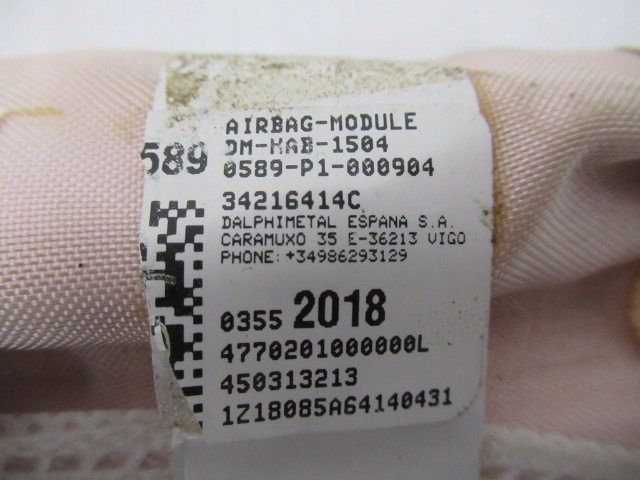 AIRBAG-MODULE
DM-KAB-1504
589 0589-P1-000904
34216414C
DALPHIMETAL ESPANA S.A.
CARAMUXO 35 E-36213 VIGO
PHONE: +34986293129
0355 2018
4770201000000L
450313213
1Z18085A64140431